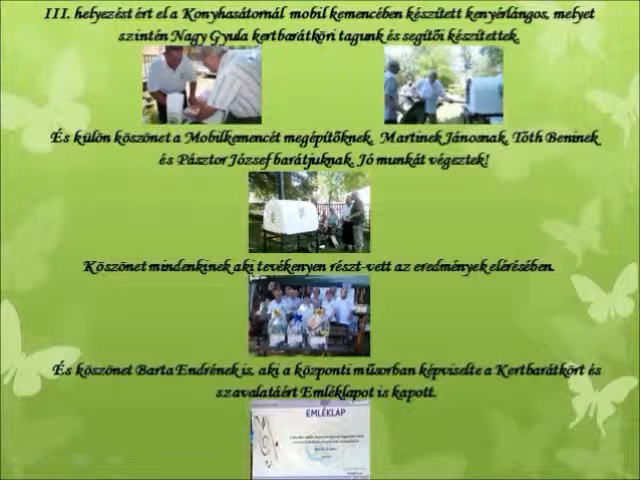 III. helyezést ért el a Konyhasátornál mobil kemencében készített kenyérlángos, melyet
szintén Nagy Gyula kertbarátköri tagunk és segítői készítettek.
És külön köszönet a Mobilkemencét megépítőknek, Martinek Jánosnak, Tóth Beninek
és Pásztor József barátjuknak. Jó munkát végeztek!
Köszönet mindenkinek aki tevékenyen részt-vett az eredmények elérésében.
És köszönet Barta Endrének is, aki a központi műsorban képviselte a Kertbarátkört és
szavalatáért Emléklapot is kapott.
EMLÉKLAP